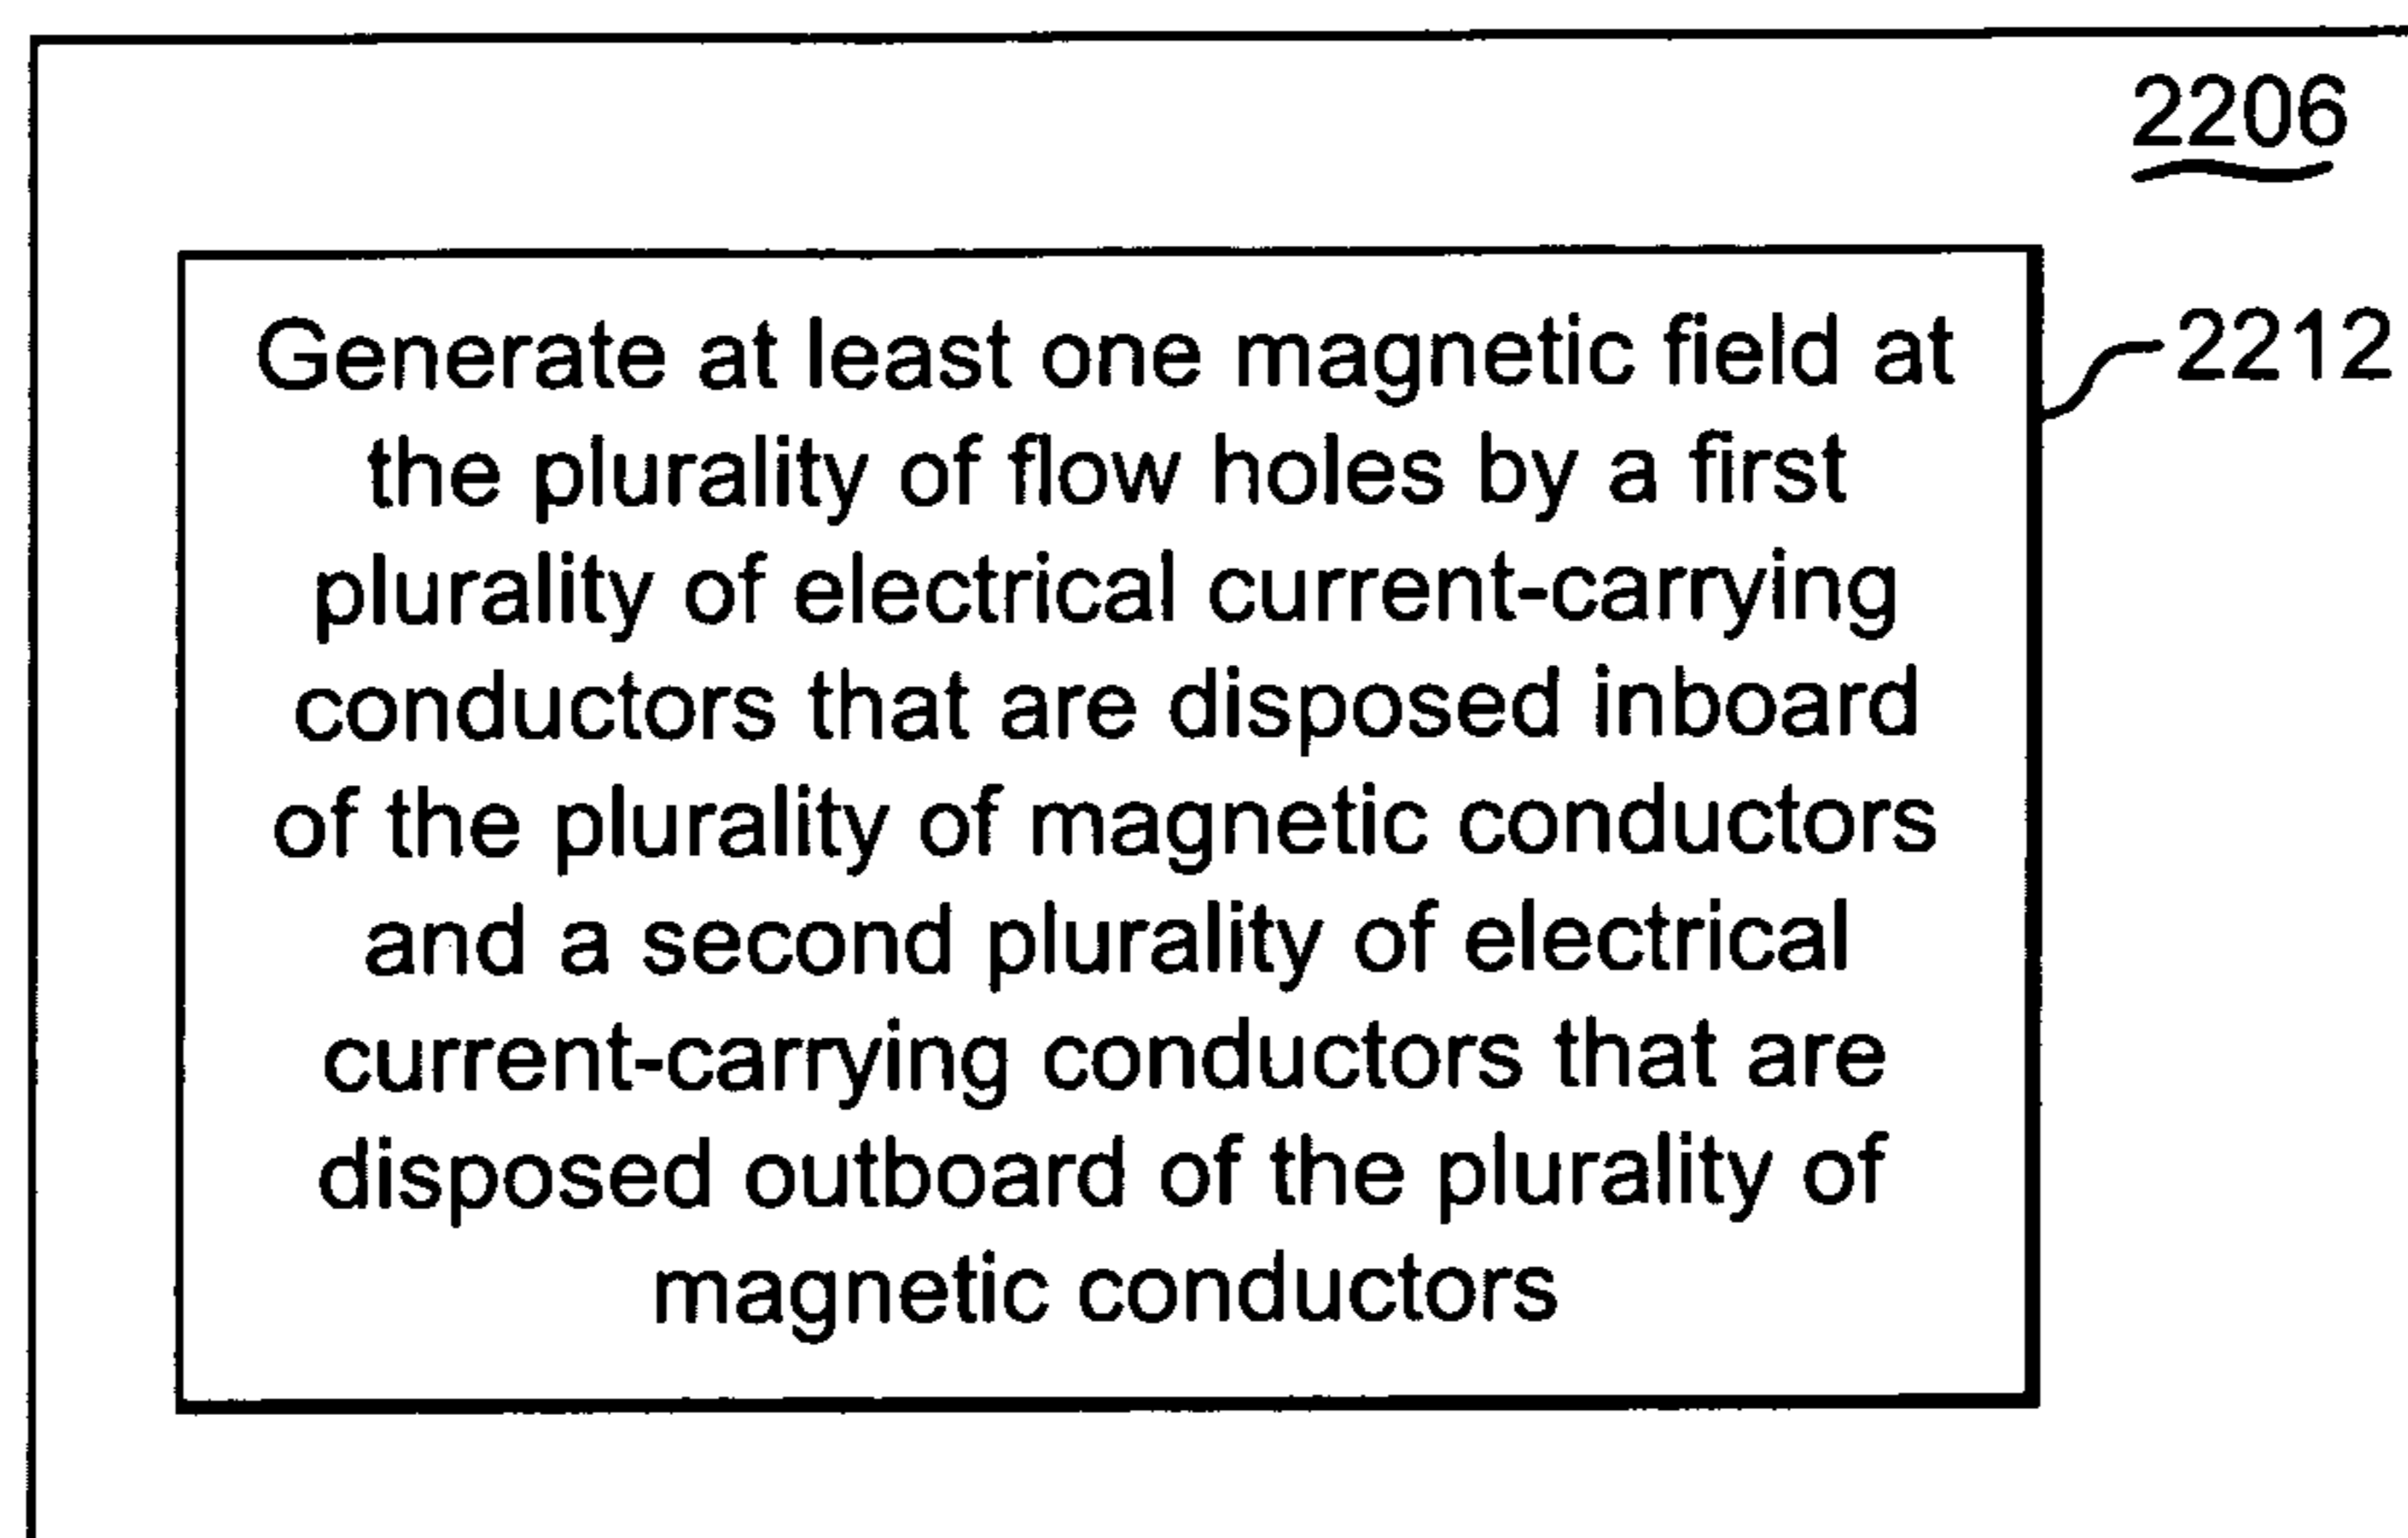 2206
Generate at least one magnetic field at
the plurality of flow holes by a first
plurality of electrical current-carrying
conductors that are disposed inboard
of the plurality of magnetic conductors
and a second plurality of electrical
current-carrying conductors that are
disposed outboard of the plurality of
magnetic conductors
2212